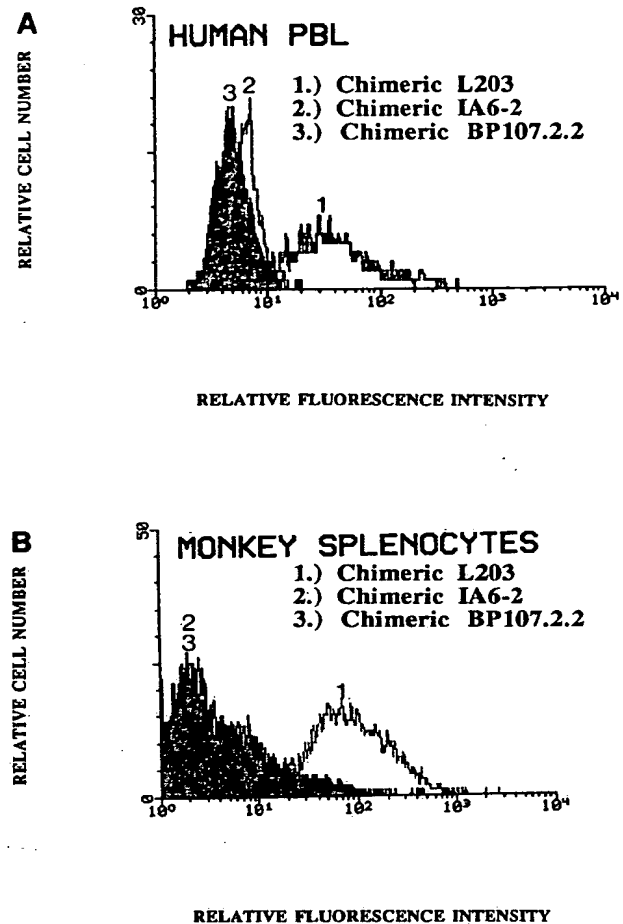 A
30
HUMAN PBL
3 2
1.) Chimeric L203
2.) Chimeric IA6-2
3.) Chimeric BP107.2.2
1
RELATIVE CELL NUMBER
0
10⁰ 10¹ 10² 10³ 10⁴
RELATIVE FLUORESCENCE INTENSITY
B
50
MONKEY SPLENOCYTES
1.) Chimeric L203
2.) Chimeric IA6-2
3.) Chimeric BP107.2.2
2
3
1
RELATIVE CELL NUMBER
0
10⁰ 10¹ 10² 10³ 10⁴
RELATIVE FLUORESCENCE INTENSITY